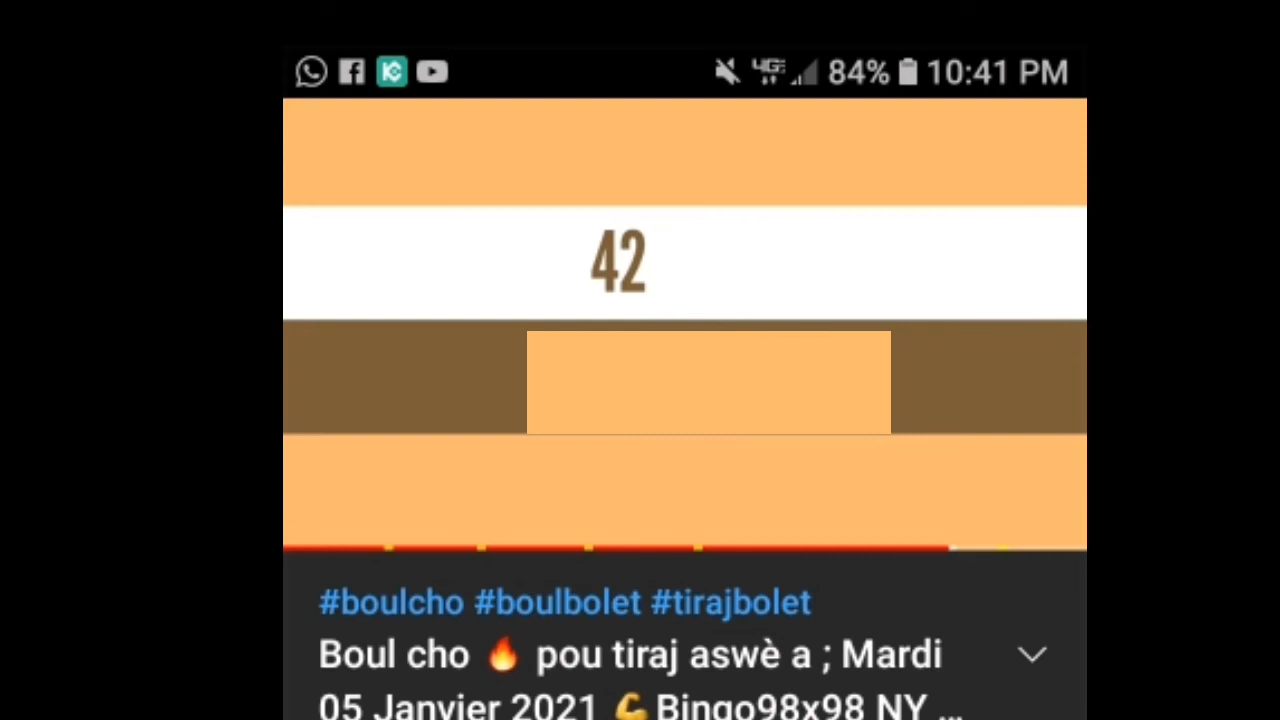 84% 10:41 PM
42
#boulcho #boulbolet #tirajbolet
Boul cho 🔥 pou tiraj aswè a ; Mardi
05 Janvier 2021 💪Bingo98x98 NY ...